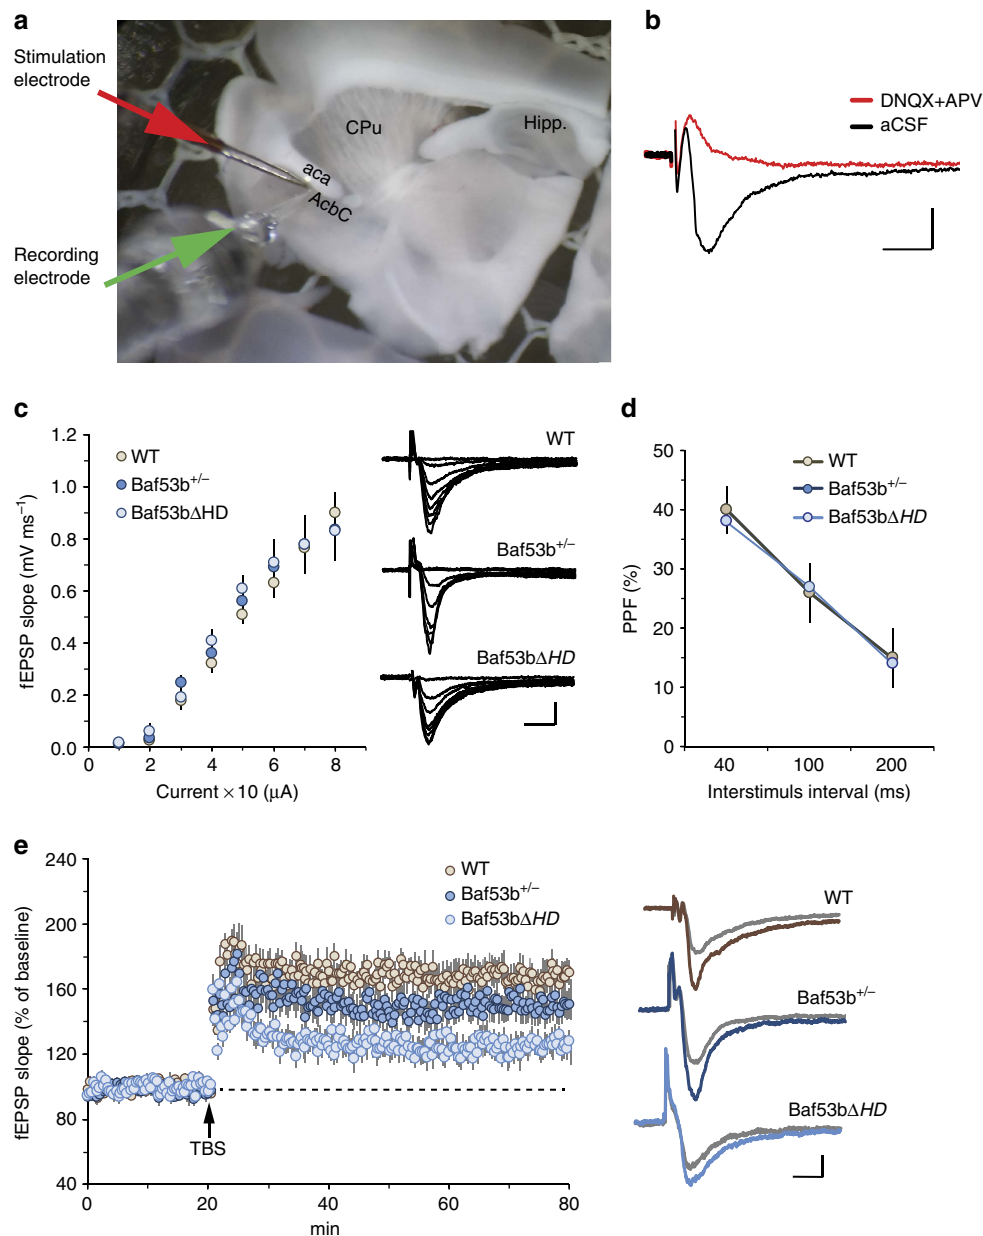 a
Stimulation
electrode
CPu
Hipp.
aca
AcbC
Recording
electrode
b
DNQX+APV
aCSF
c
1.2
1.0
0.8
0.6
0.4
0.2
0.0
fEPSP slope (mV ms⁻¹)
WT
Baf53b⁺/⁻
Baf53bΔHD
0 2 4 6 8
Current × 10 (μA)
WT
Baf53b⁺/⁻
Baf53bΔHD
d
50
40
30
20
10
0
PPF (%)
WT
Baf53b⁺/⁻
Baf53bΔHD
40 100 200
Interstimuls interval (ms)
e
240
200
160
120
80
40
fEPSP slope (% of baseline)
WT
Baf53b⁺/⁻
Baf53bΔHD
TBS
0 20 40 60 80
min
WT
Baf53b⁺/⁻
Baf53bΔHD